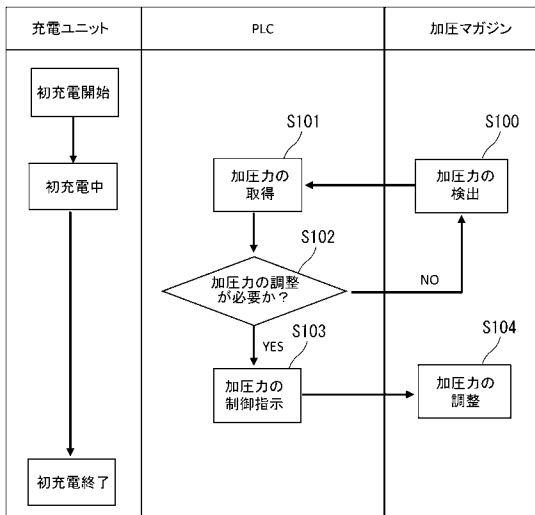 充電ユニット
PLC
加圧マガジン
初充電開始
S101
S100
初充電中
加圧力の
取得
加圧力の
検出
S102
加圧力の調整
が必要か?
NO
YES
S103
S104
加圧力の
制御指示
加圧力の
調整
初充電終了